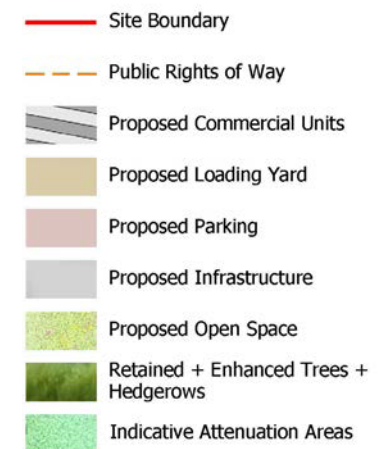 Site Boundary
Public Rights of Way
Proposed Commercial Units
Proposed Loading Yard
Proposed Parking
Proposed Infrastructure
Proposed Open Space
Retained + Enhanced Trees +
Hedgerows
Indicative Attenuation Areas